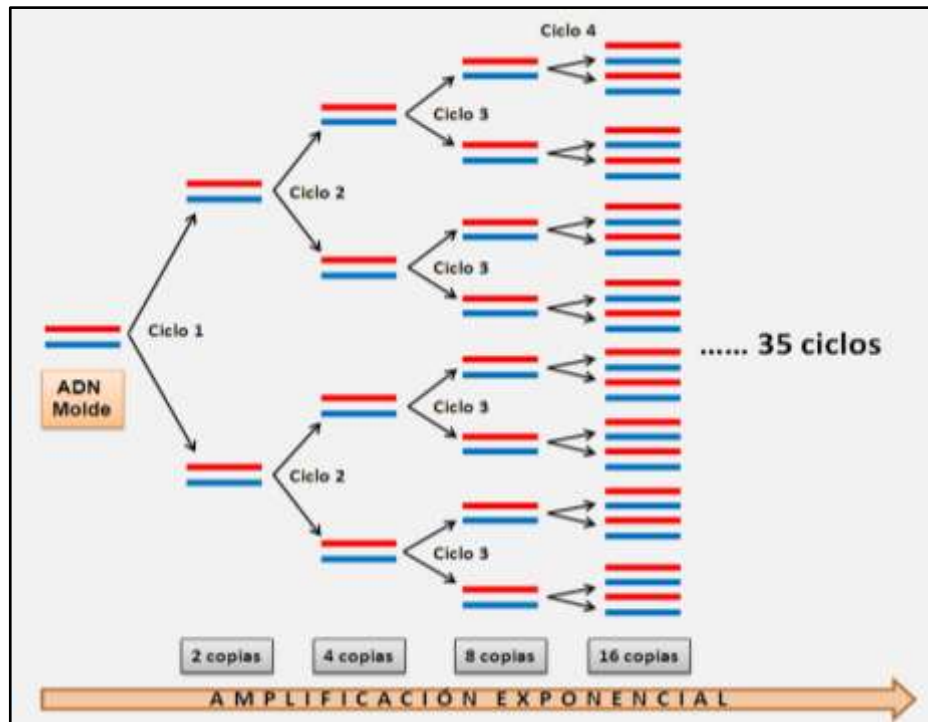 Ciclo 4
Ciclo 3
Ciclo 2
Ciclo 3
Ciclo 1
...... 35 ciclos
ADN
Molde
Ciclo 3
Ciclo 2
Ciclo 3
2 copias
4 copias
8 copias
16 copias
AMPLIFICACIÓN EXPONENCIAL